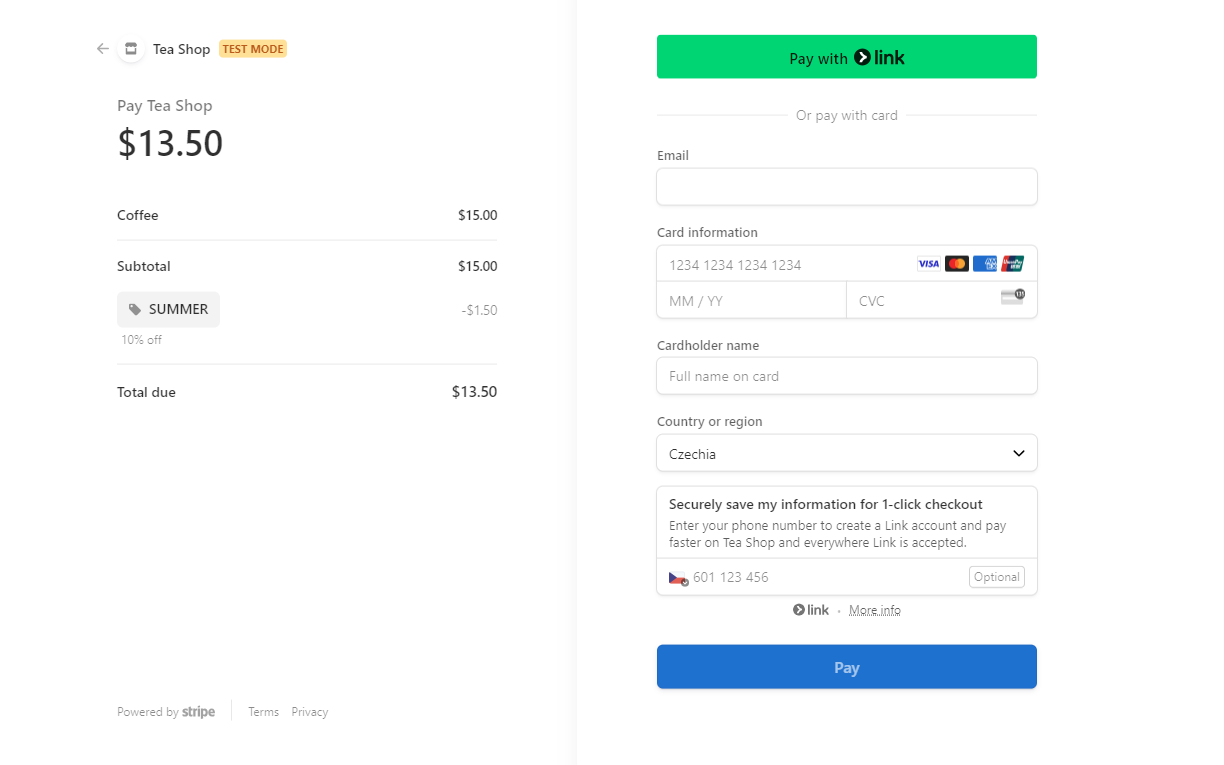 Tea Shop TEST MODE
Pay Tea Shop
$13.50
Coffee $15.00
Subtotal $15.00
SUMMER -$1.50
10% off
Total due $13.50
Powered by stripe Terms Privacy
Pay with link
Or pay with card
Email
Card information
1234 1234 1234 1234 VISA
MM / YY CVC
Cardholder name
Full name on card
Country or region
Czechia
Securely save my information for 1-click checkout
Enter your phone number to create a Link account and pay
faster on Tea Shop and everywhere Link is accepted.
601 123 456 Optional
link · More info
Pay